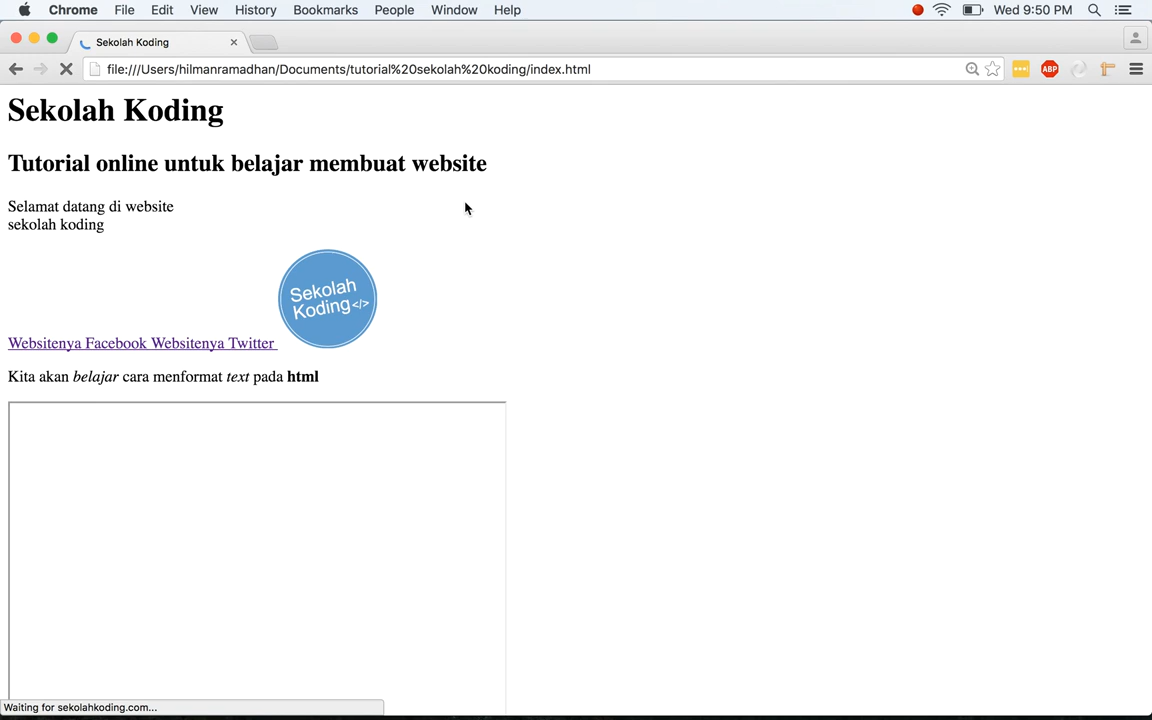 Chrome File Edit View History Bookmarks People Window Help Wed 9:50 PM
Sekolah Koding
file:///Users/hilmanramadhan/Documents/tutorial%20sekolah%20koding/index.html ABP
Sekolah Koding
Tutorial online untuk belajar membuat website
Selamat datang di website
sekolah koding
Sekolah
Koding </>
Websitenya Facebook Websitenya Twitter
Kita akan belajar cara menformat text pada html
Waiting for sekolahkoding.com...